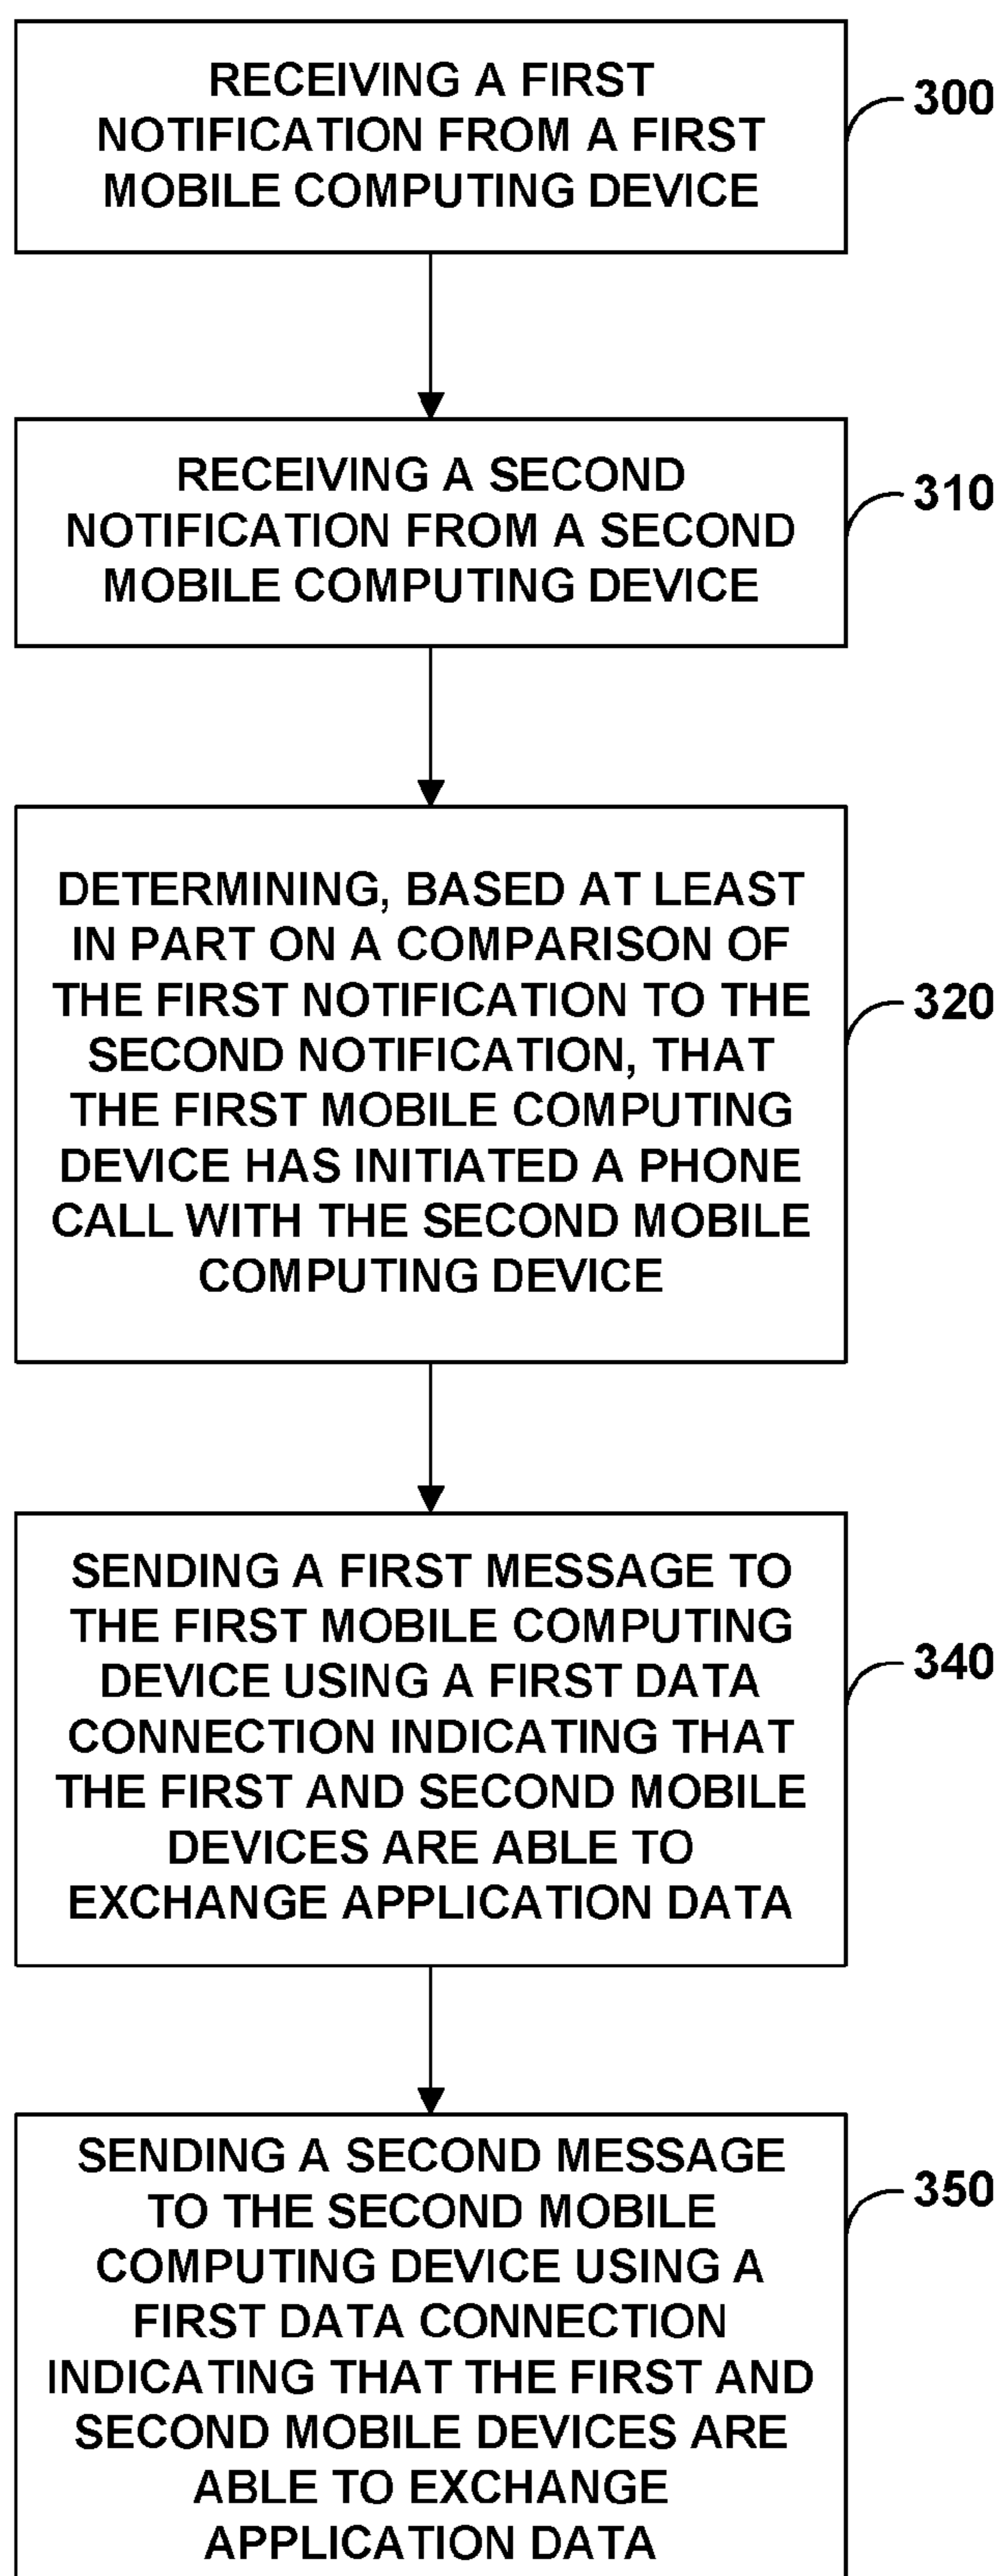 RECEIVING A FIRST
NOTIFICATION FROM A FIRST
MOBILE COMPUTING DEVICE
300
RECEIVING A SECOND
NOTIFICATION FROM A SECOND
MOBILE COMPUTING DEVICE
310
DETERMINING, BASED AT LEAST
IN PART ON A COMPARISON OF
THE FIRST NOTIFICATION TO THE
SECOND NOTIFICATION, THAT
THE FIRST MOBILE COMPUTING
DEVICE HAS INITIATED A PHONE
CALL WITH THE SECOND MOBILE
COMPUTING DEVICE
320
SENDING A FIRST MESSAGE TO
THE FIRST MOBILE COMPUTING
DEVICE USING A FIRST DATA
CONNECTION INDICATING THAT
THE FIRST AND SECOND MOBILE
DEVICES ARE ABLE TO
EXCHANGE APPLICATION DATA
340
SENDING A SECOND MESSAGE
TO THE SECOND MOBILE
COMPUTING DEVICE USING A
FIRST DATA CONNECTION
INDICATING THAT THE FIRST AND
SECOND MOBILE DEVICES ARE
ABLE TO EXCHANGE
APPLICATION DATA
350